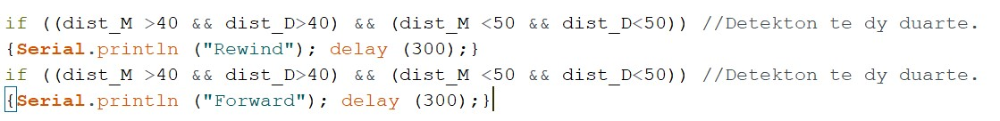 if ((dist_M >40 && dist_D>40) && (dist_M <50 && dist_D<50)) //Detekton te dy duarte.
{Serial.println ("Rewind"); delay (300);}
if ((dist_M >40 && dist_D>40) && (dist_M <50 && dist_D<50)) //Detekton te dy duarte.
{Serial.println ("Forward"); delay (300);}